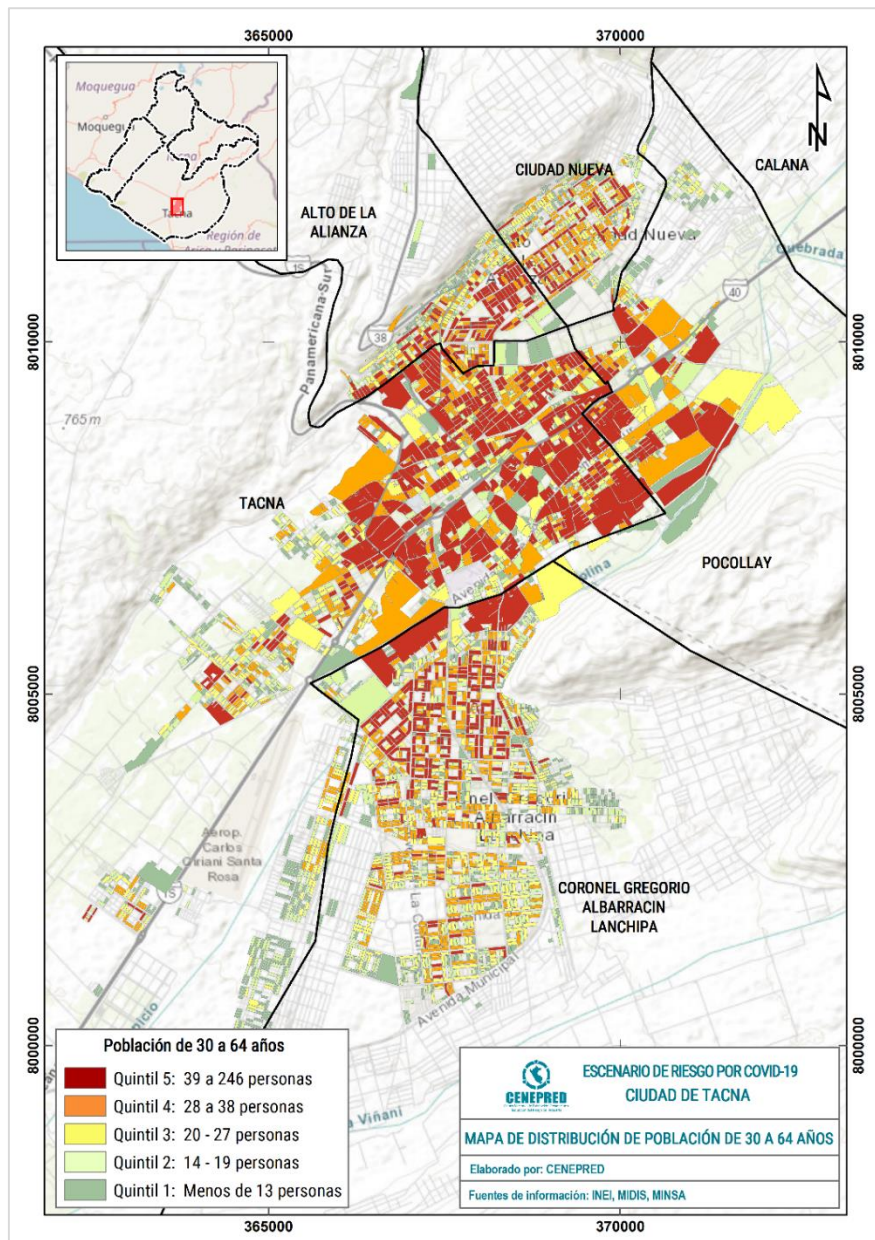 365000
370000
Moquegua
Moquegua
Tacna
Región de
CIUDAD NUEVA
CALANA
ALTO DE LA
ALIANZA
Quebrada
1S
40
Panamericana Sur
38
8010000
8010000
765 m
TACNA
Avenida
POCOLLAY
8005000
8005000
Albarracin
Aerop.
Carlos
Ciriani Santa
Rosa
1S
CORONEL GREGORIO
ALBARRACIN
LANCHIPA
Avenida Municipal
8000000
8000000
Población de 30 a 64 años
Quintil 5: 39 a 246 personas
Quintil 4: 28 a 38 personas
Quintil 3: 20 - 27 personas
Quintil 2: 14 - 19 personas
Quintil 1: Menos de 13 personas
CENEPRED
ESCENARIO DE RIESGO POR COVID-19
CIUDAD DE TACNA
MAPA DE DISTRIBUCIÓN DE POBLACIÓN DE 30 A 64 AÑOS
Elaborado por: CENEPRED
Fuentes de información: INEI, MIDIS, MINSA
365000
370000
N